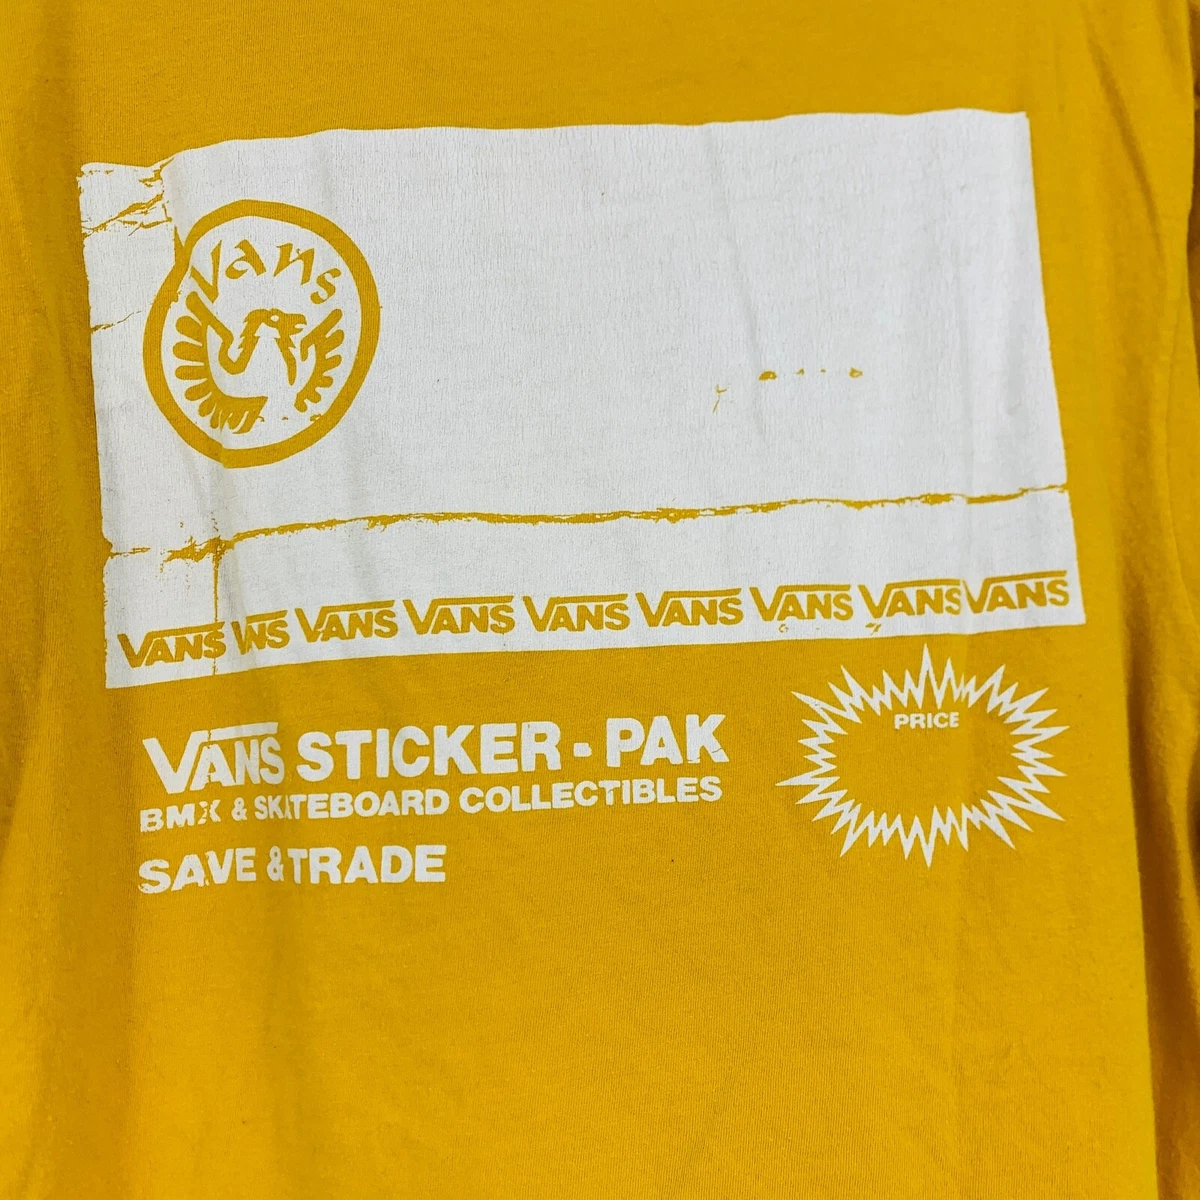 Vans
VANS VANS VANS VANS VANS VANS VANS VANS VANS
VANS STICKER - PAK
BMX & SKATEBOARD COLLECTIBLES
SAVE & TRADE
PRICE